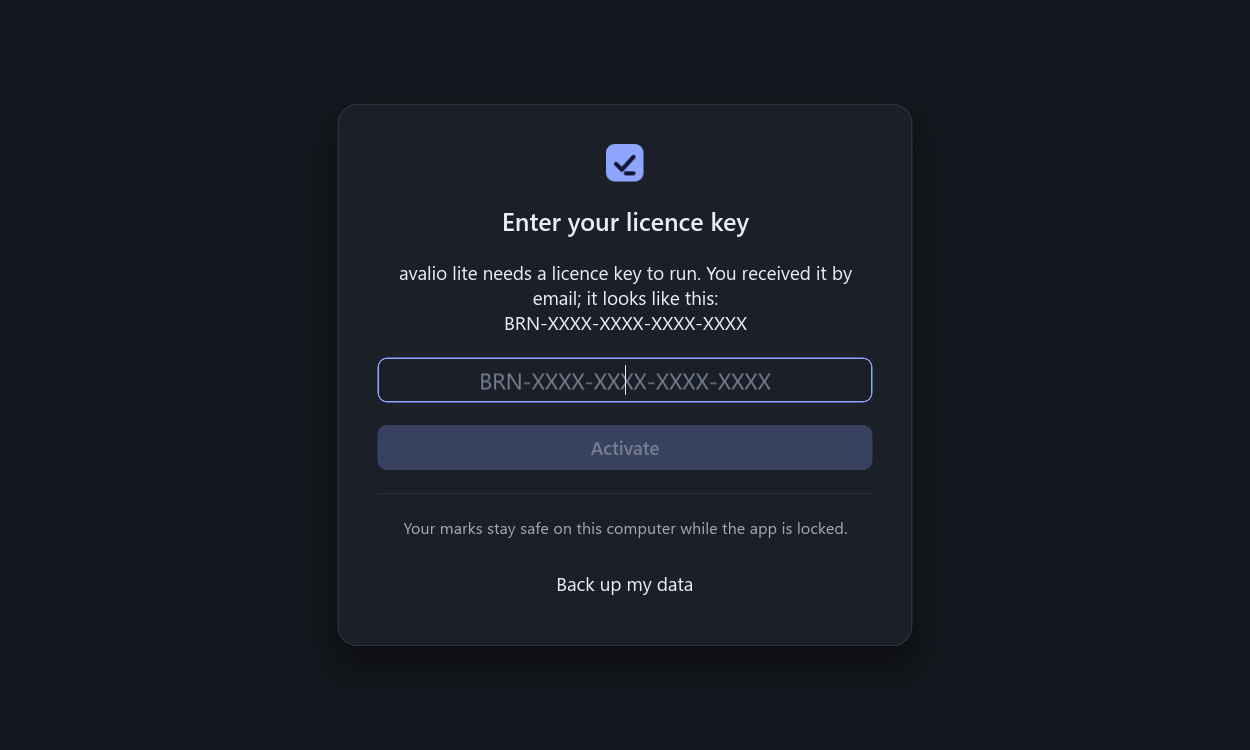 Enter your licence key
avalio lite needs a licence key to run. You received it by
email; it looks like this:
BRN-XXXX-XXXX-XXXX-XXXX
BRN-XXXX-XXXX-XXXX-XXXX
Activate
Your marks stay safe on this computer while the app is locked.
Back up my data